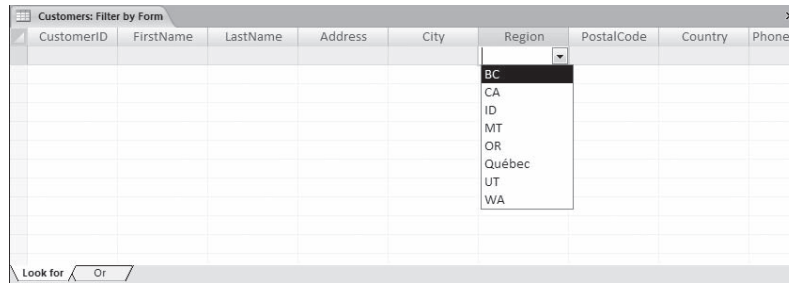 Customers: Filter by Form
CustomerID FirstName LastName Address City Region PostalCode Country Phone
BC
CA
ID
MT
OR
Québec
UT
WA
Look for Or